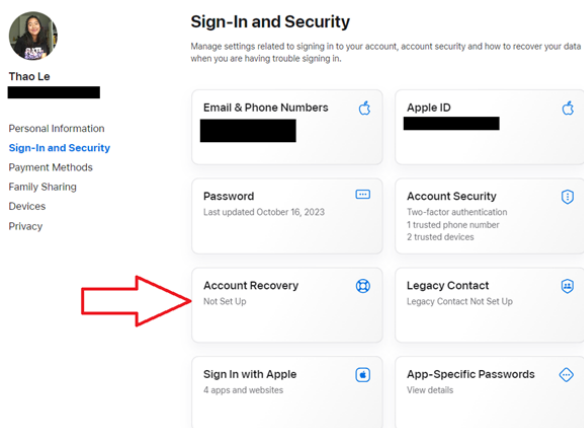 Sign-In and Security
Manage settings related to signing in to your account, account security and how to recover your data
when you are having trouble signing in.
Thao Le
Personal Information
Sign-In and Security
Payment Methods
Family Sharing
Devices
Privacy
Email & Phone Numbers
Apple ID
Password
Last updated October 16, 2023
Account Security
Two-factor authentication
1 trusted phone number
2 trusted devices
Account Recovery
Not Set Up
Legacy Contact
Legacy Contact Not Set Up
Sign In with Apple
4 apps and websites
App-Specific Passwords
View details